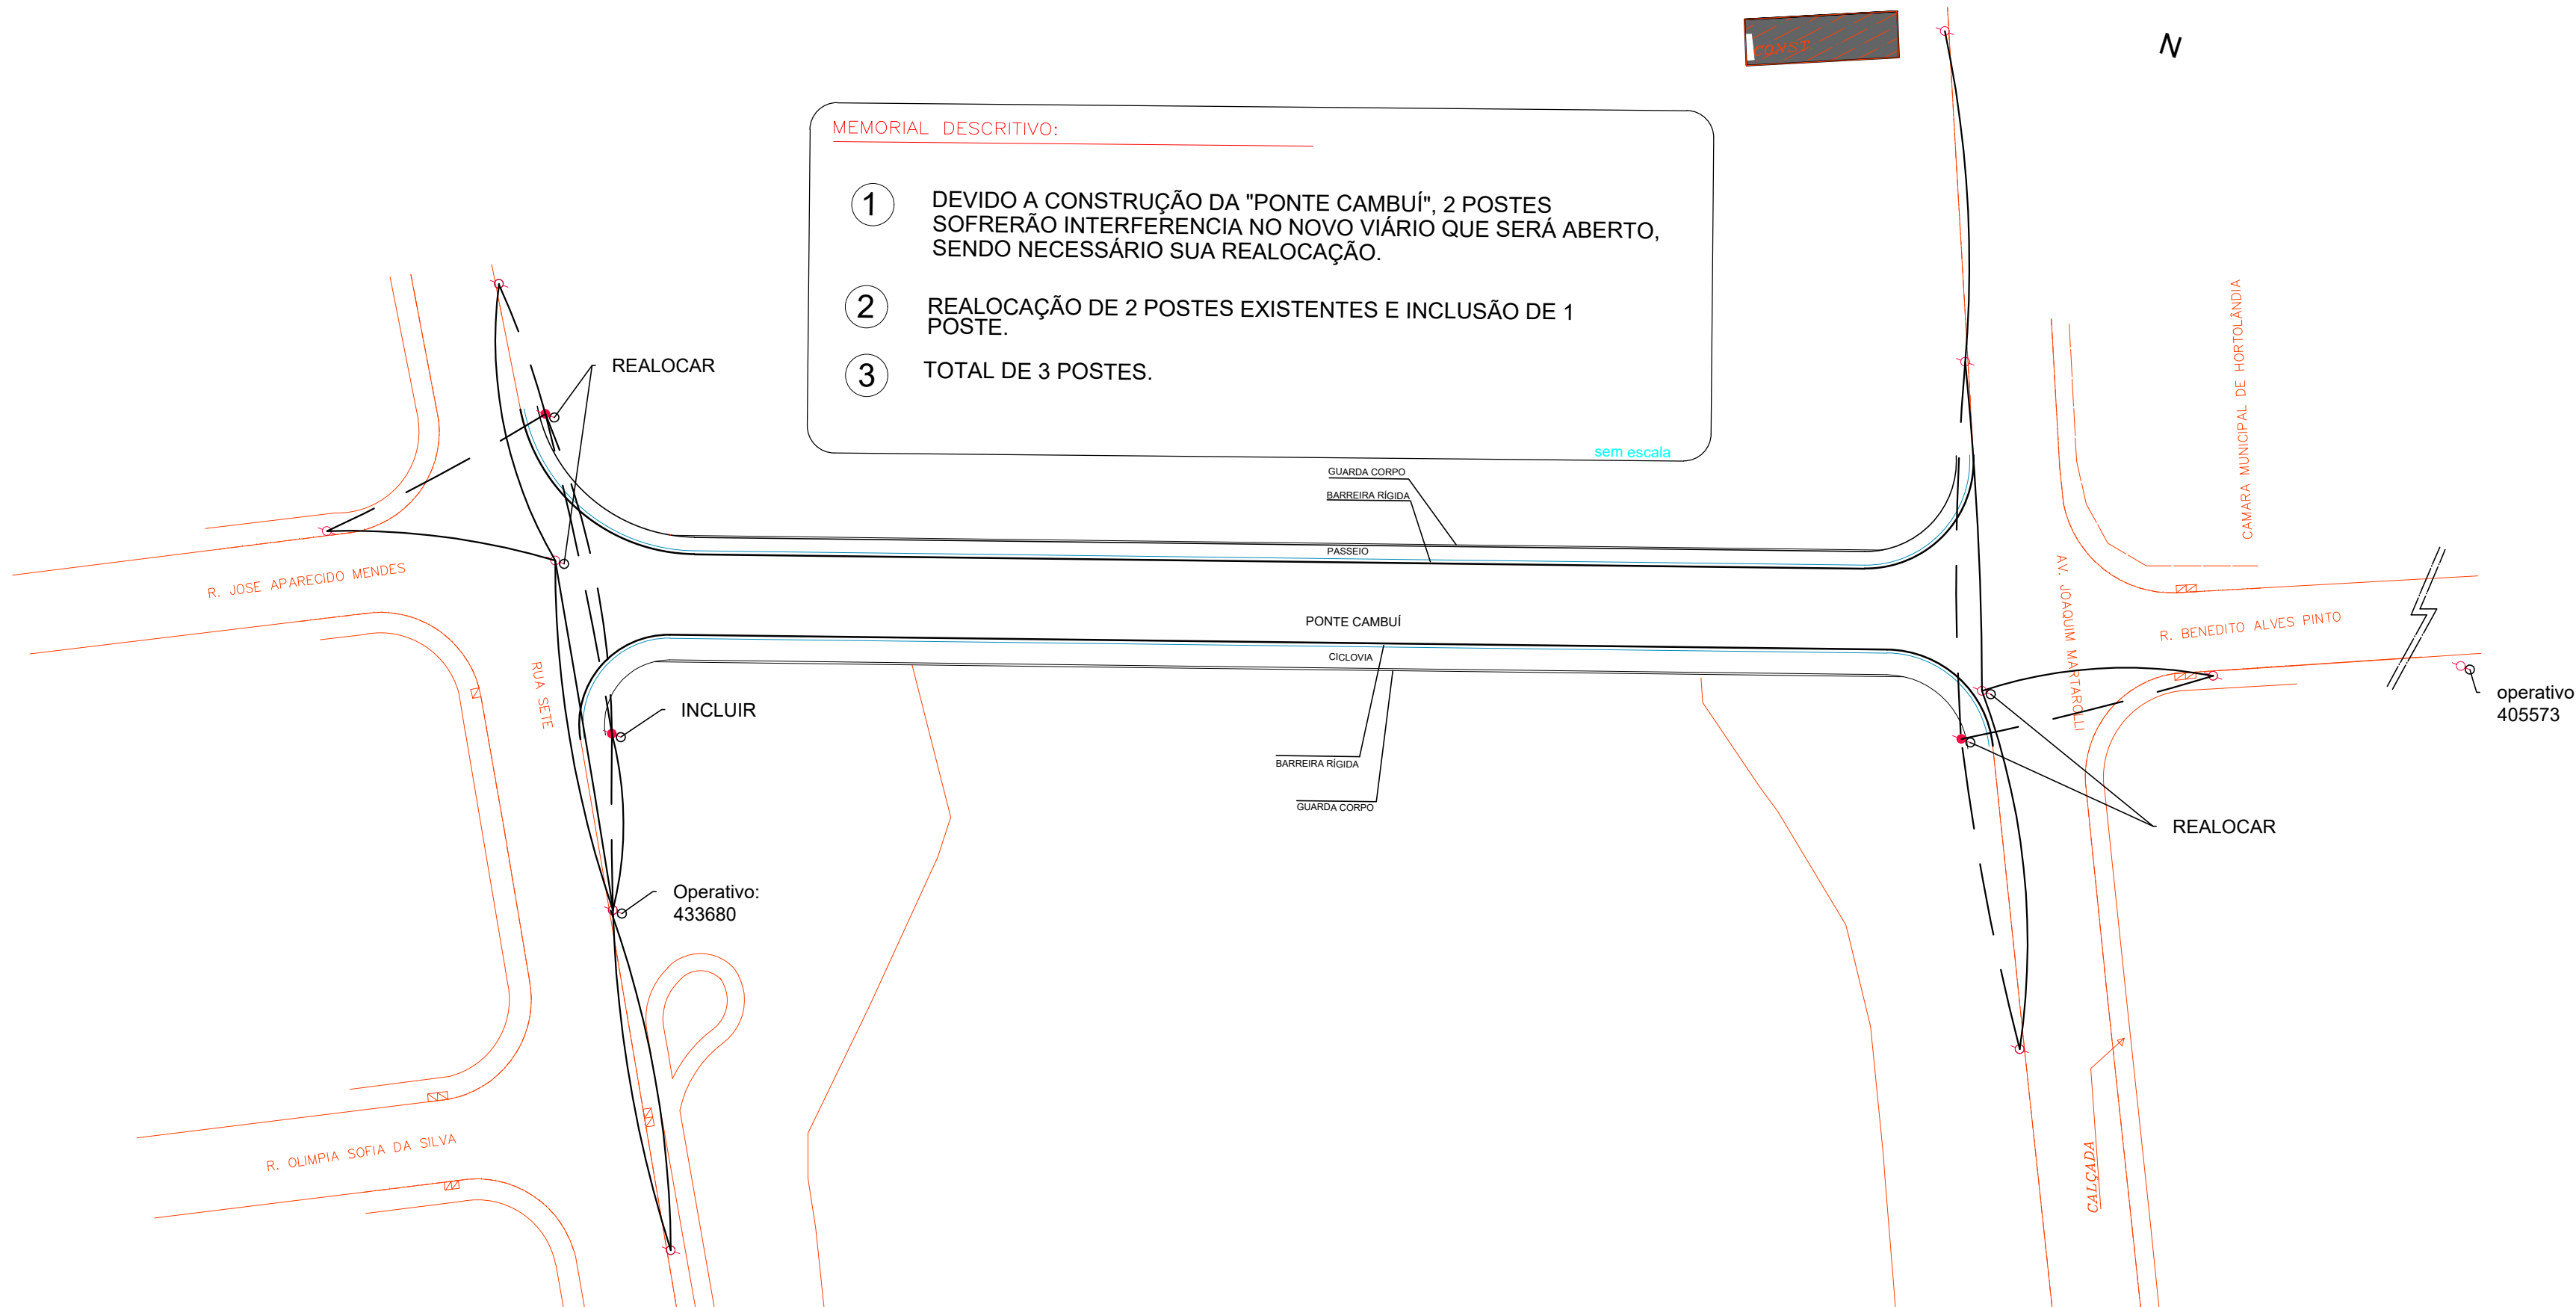 CONST
N
MEMORIAL DESCRITIVO:
1
DEVIDO A CONSTRUÇÃO DA "PONTE CAMBUÍ", 2 POSTES
SOFRERÃO INTERFERENCIA NO NOVO VIÁRIO QUE SERÁ ABERTO,
SENDO NECESSÁRIO SUA REALOCAÇÃO.
2
REALOCAÇÃO DE 2 POSTES EXISTENTES E INCLUSÃO DE 1
POSTE.
3
TOTAL DE 3 POSTES.
sem escala
REALOCAR
GUARDA CORPO
BARREIRA RÍGIDA
PASSEIO
PONTE CAMBUÍ
CICLOVIA
BARREIRA RÍGIDA
GUARDA CORPO
R. JOSE APARECIDO MENDES
RUA SETE
INCLUIR
Operativo:
433680
R. OLIMPIA SOFIA DA SILVA
CAMARA MUNICIPAL DE HORTOLÂNDIA
AV. JOAQUIM MARTAROLLI
R. BENEDITO ALVES PINTO
operativo
405573
REALOCAR
CALÇADA